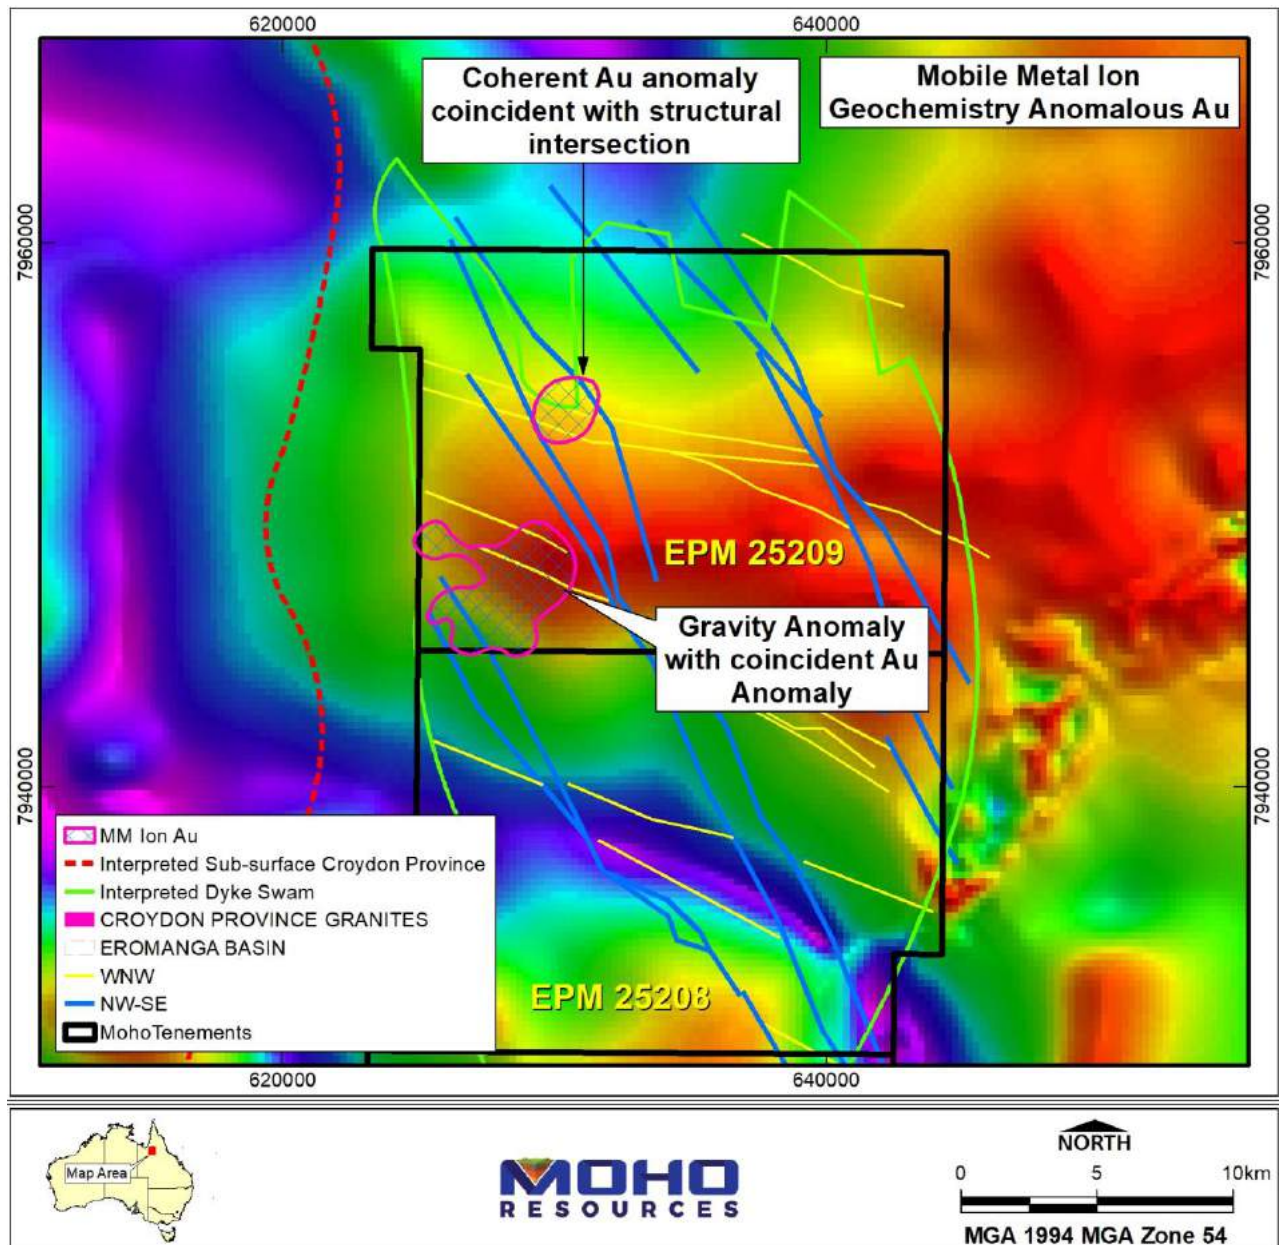 620000
640000
Coherent Au anomaly
coincident with structural
intersection
Mobile Metal Ion
Geochemistry Anomalous Au
7960000
7960000
EPM 25209
Gravity Anomaly
with coincident Au
Anomaly
7940000
7940000
MM Ion Au
Interpreted Sub-surface Croydon Province
Interpreted Dyke Swam
CROYDON PROVINCE GRANITES
EROMANGA BASIN
WNW
NW-SE
MohoTenements
EPM 25208
620000
640000
Map Area
MOHO
RESOURCES
NORTH
0 5 10km
MGA 1994 MGA Zone 54